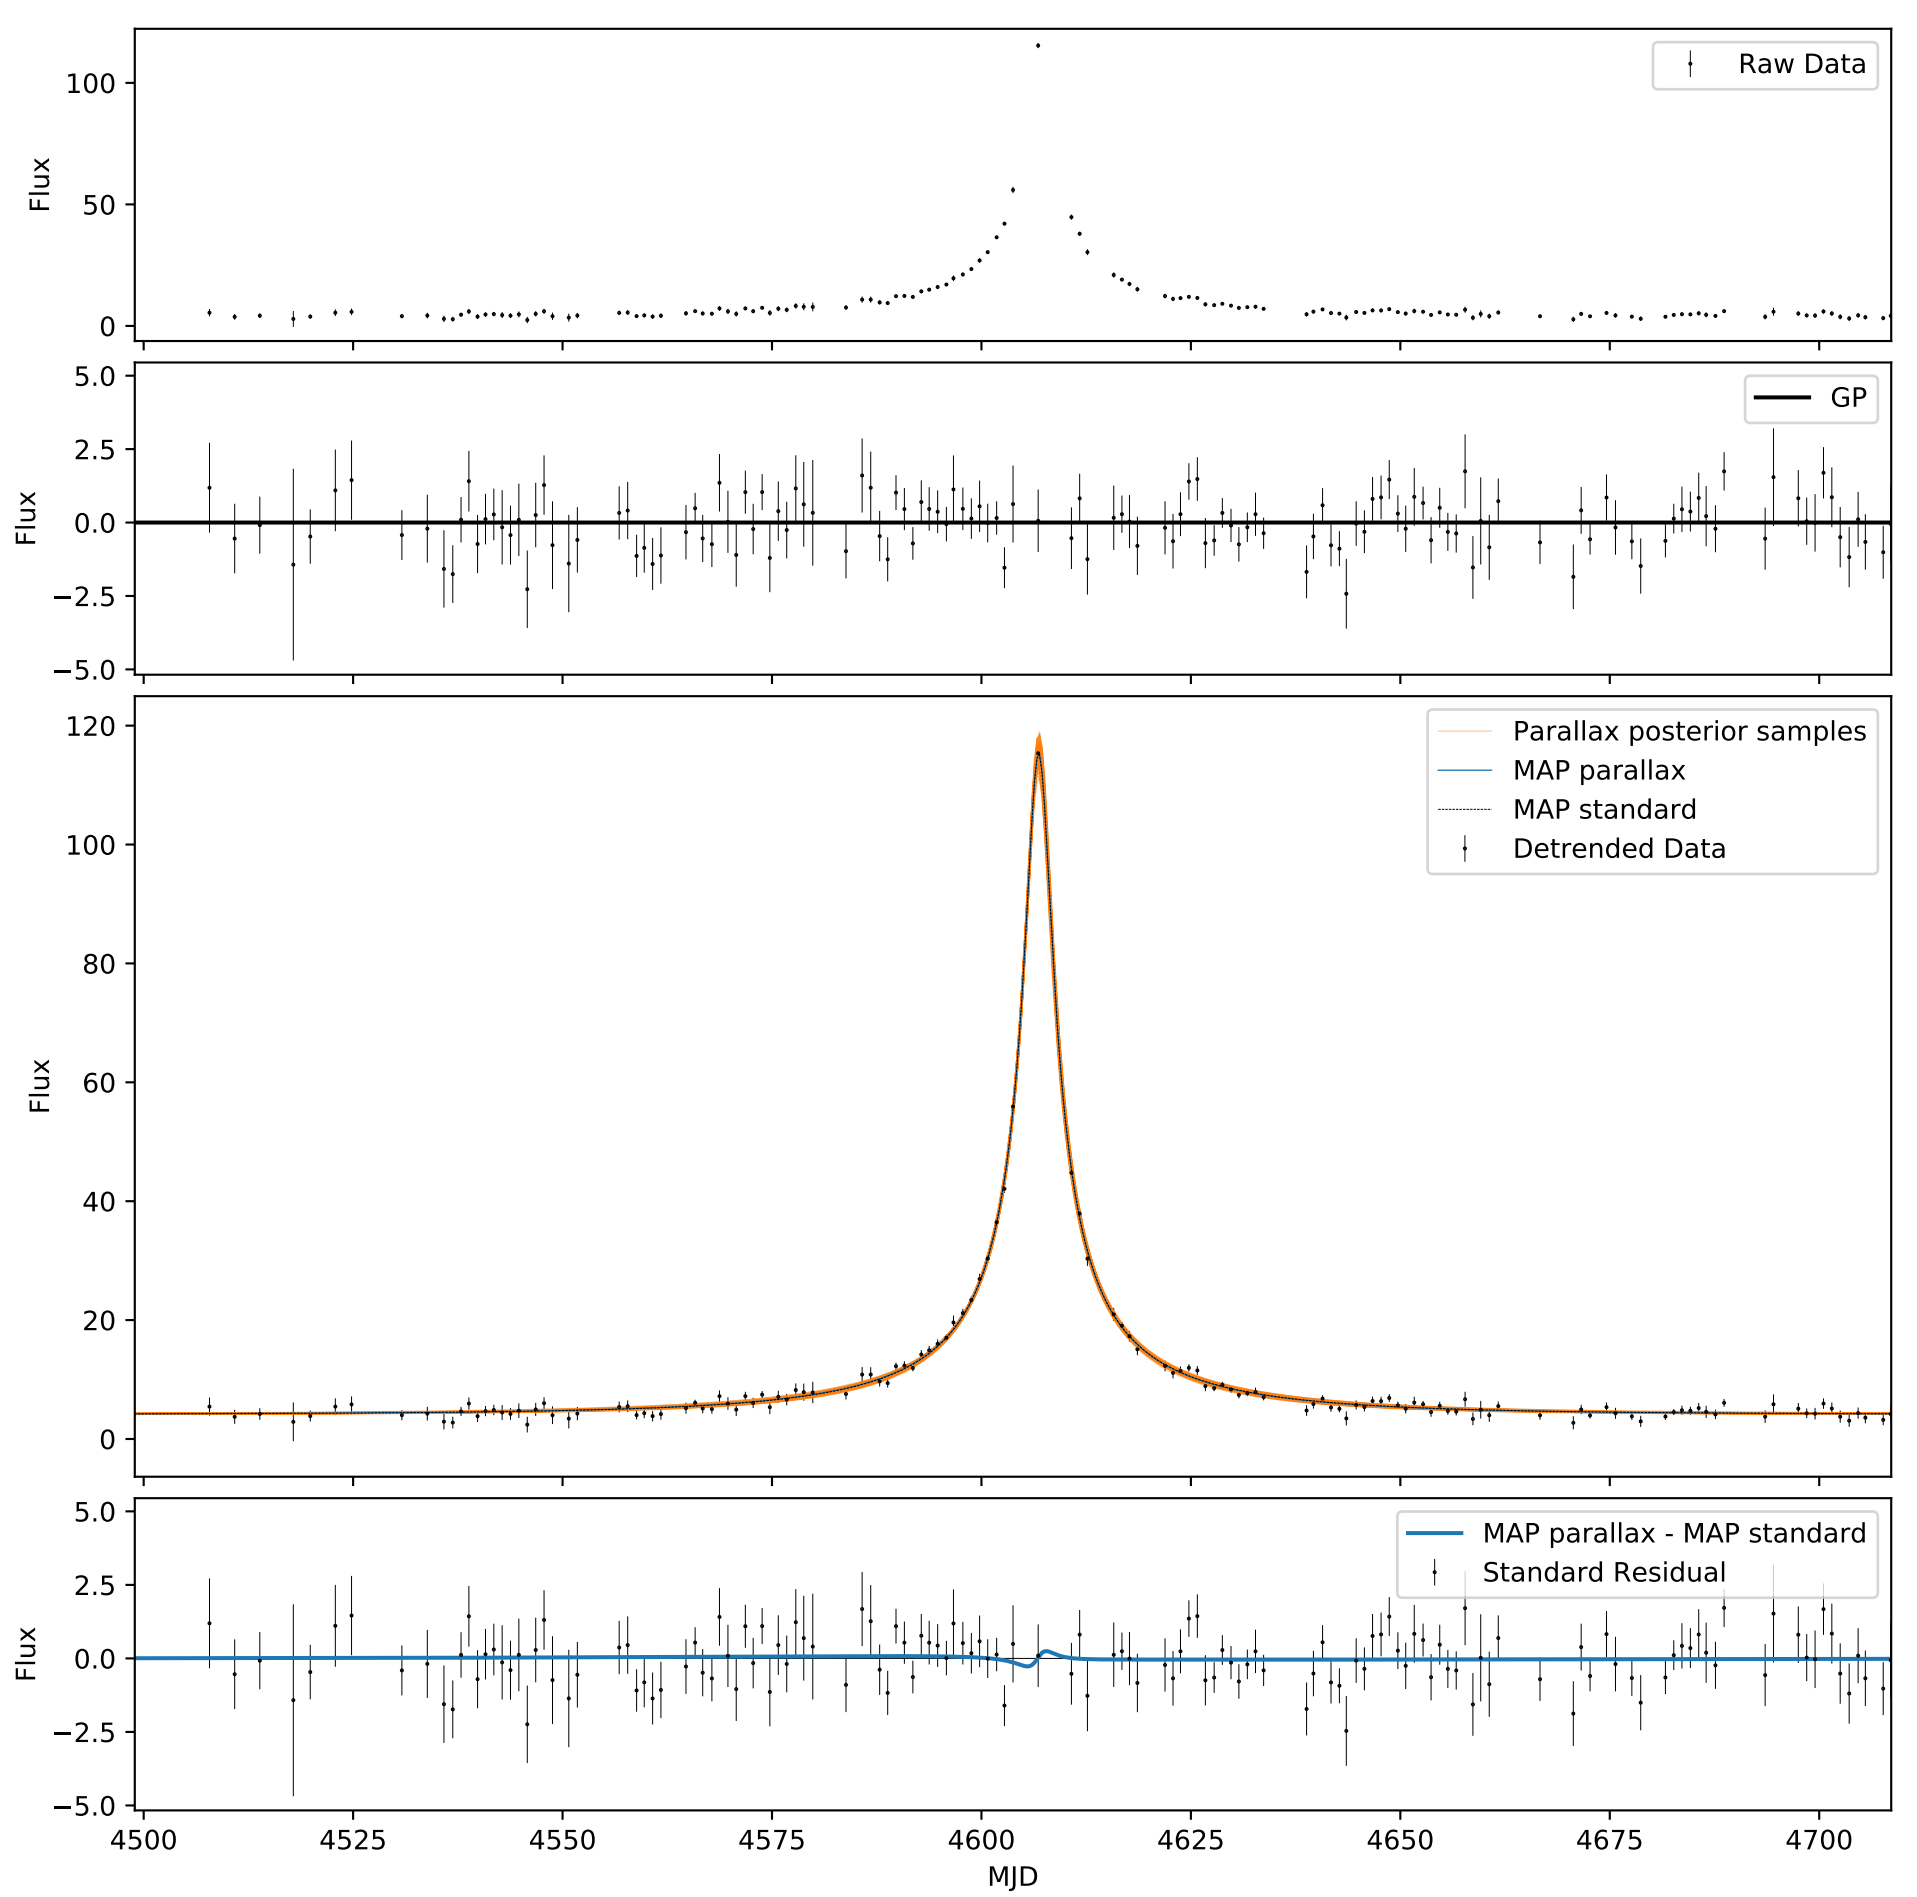 100
50
0
Flux
Raw Data
5.0
2.5
0.0
−2.5
−5.0
Flux
GP
120
100
80
60
40
20
0
Flux
Parallax posterior samples
MAP parallax
MAP standard
Detrended Data
5.0
2.5
0.0
−2.5
−5.0
Flux
MAP parallax - MAP standard
Standard Residual
4500 4525 4550 4575 4600 4625 4650 4675 4700
MJD